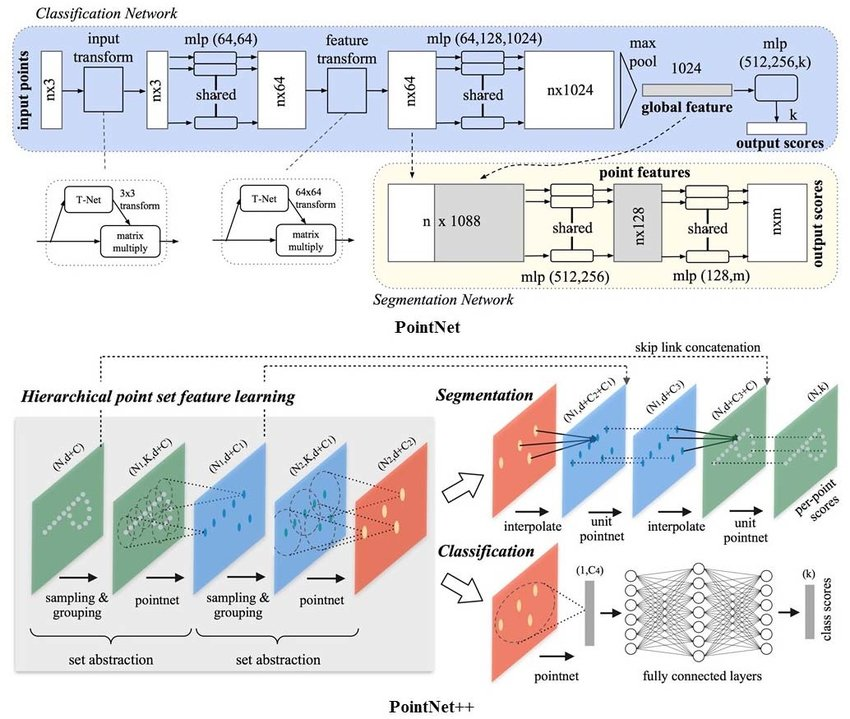 Classification Network
input points
nx3
input
transform
nx3
mlp (64,64)
shared
nx64
feature
transform
nx64
mlp (64,128,1024)
shared
nx1024
max
pool
1024
global feature
mlp
(512,256,k)
k
output scores
T-Net
3x3
transform
matrix
multiply
T-Net
64x64
transform
matrix
multiply
point features
n x 1088
shared
mlp (512,256)
nx128
shared
mlp (128,m)
nxm
output scores
Segmentation Network
PointNet
skip link concatenation
Hierarchical point set feature learning
(N,d+C)
(N1,K,d+C)
(N1,d+C1)
(N2,K,d+C1)
(N2,d+C2)
sampling &
grouping
pointnet
sampling &
grouping
pointnet
set abstraction
set abstraction
Segmentation
(N1,d+C2+C1)
(N1,d+C3)
(N,d+C3+C)
(N,k)
interpolate
unit
pointnet
interpolate
unit
pointnet
per-point
scores
Classification
(1,C4)
(k)
class scores
pointnet
fully connected layers
PointNet++